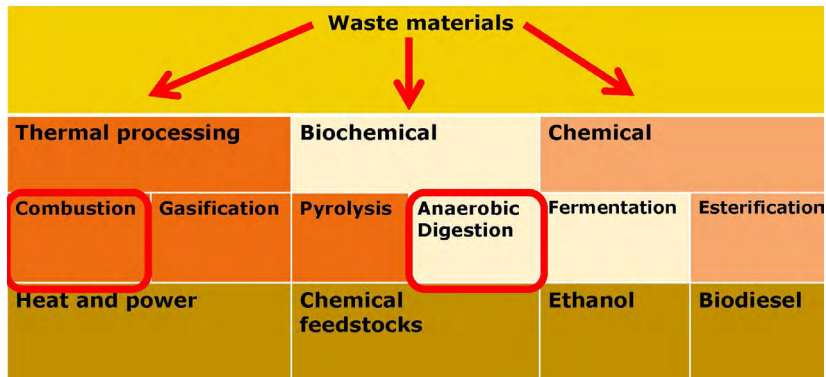 Waste materials
Thermal processing
Biochemical
Chemical
Combustion
Gasification
Pyrolysis
Anaerobic
Digestion
Fermentation
Esterification
Heat and power
Chemical
feedstocks
Ethanol
Biodiesel